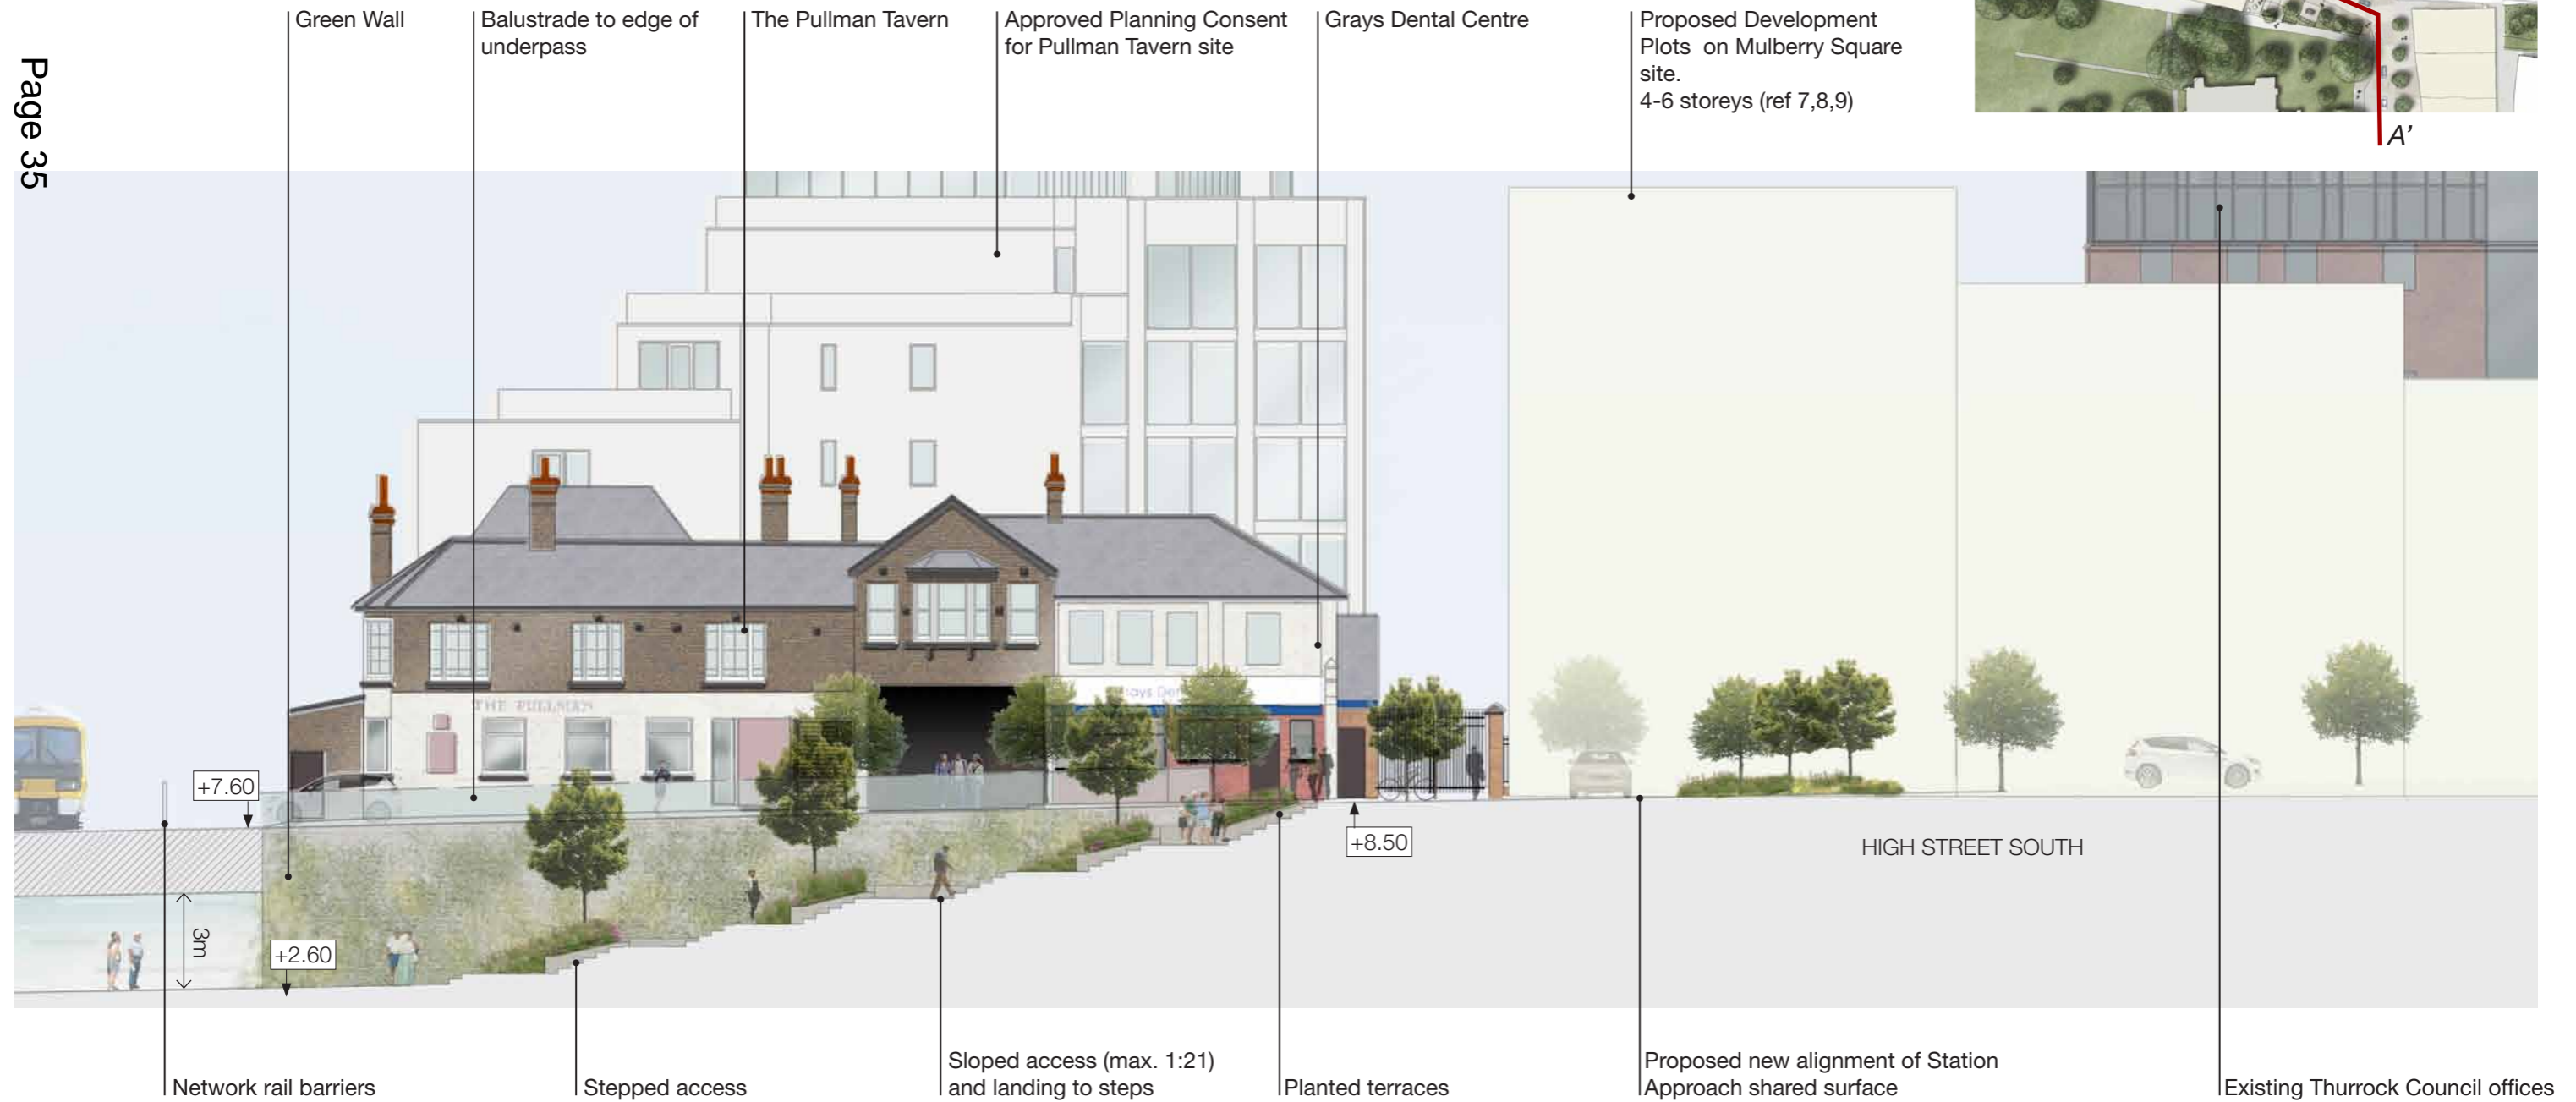 Page 35
Green Wall
Balustrade to edge of
underpass
The Pullman Tavern
Approved Planning Consent
for Pullman Tavern site
Grays Dental Centre
Proposed Development
Plots on Mulberry Square
site.
4-6 storeys (ref 7,8,9)
A’
THE PULLMAN
+7.60
3m
+2.60
+8.50
HIGH STREET SOUTH
Network rail barriers
Stepped access
Sloped access (max. 1:21)
and landing to steps
Planted terraces
Proposed new alignment of Station
Approach shared surface
Existing Thurrock Council offices